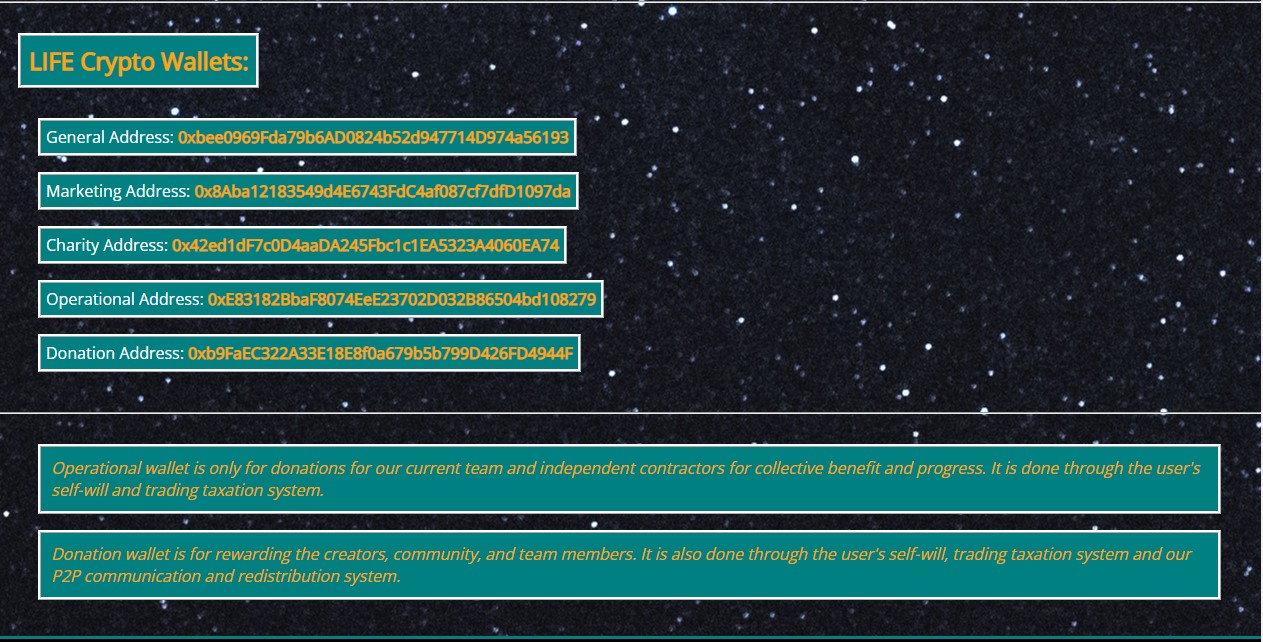 LIFE Crypto Wallets:
General Address: 0xbee0969Fda79b6AD0824b52d947714D974a56193
Marketing Address: 0x8Aba12183549d4E6743FdC4af087cf7dfD1097da
Charity Address: 0x42ed1dF7c0D4aaDA245Fbc1c1EA5323A4060EA74
Operational Address: 0xE83182BbaF8074EeE23702D032B86504bd108279
Donation Address: 0xb9FaEC322A33E18E8f0a679b5b799D426FD4944F
Operational wallet is only for donations for our current team and independent contractors for collective benefit and progress. It is done through the user's
self-will and trading taxation system.
Donation wallet is for rewarding the creators, community, and team members. It is also done through the user's self-will, trading taxation system and our
P2P communication and redistribution system.